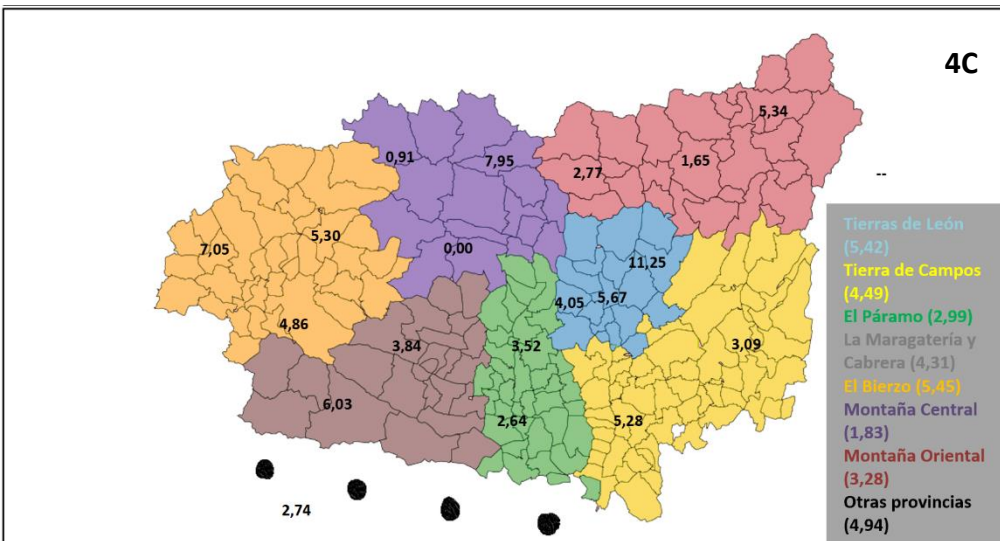 4C
5,34
0,91
7,95
1,65
2,77
--
7,05
5,30
0,00
11,25
4,05
5,67
4,86
3,84
3,52
3,09
6,03
2,64
5,28
2,74
Tierras de León
(5,42)
Tierra de Campos
(4,49)
El Páramo (2,99)
La Maragatería y
Cabrera (4,31)
El Bierzo (5,45)
Montaña Central
(1,83)
Montaña Oriental
(3,28)
Otras provincias
(4,94)